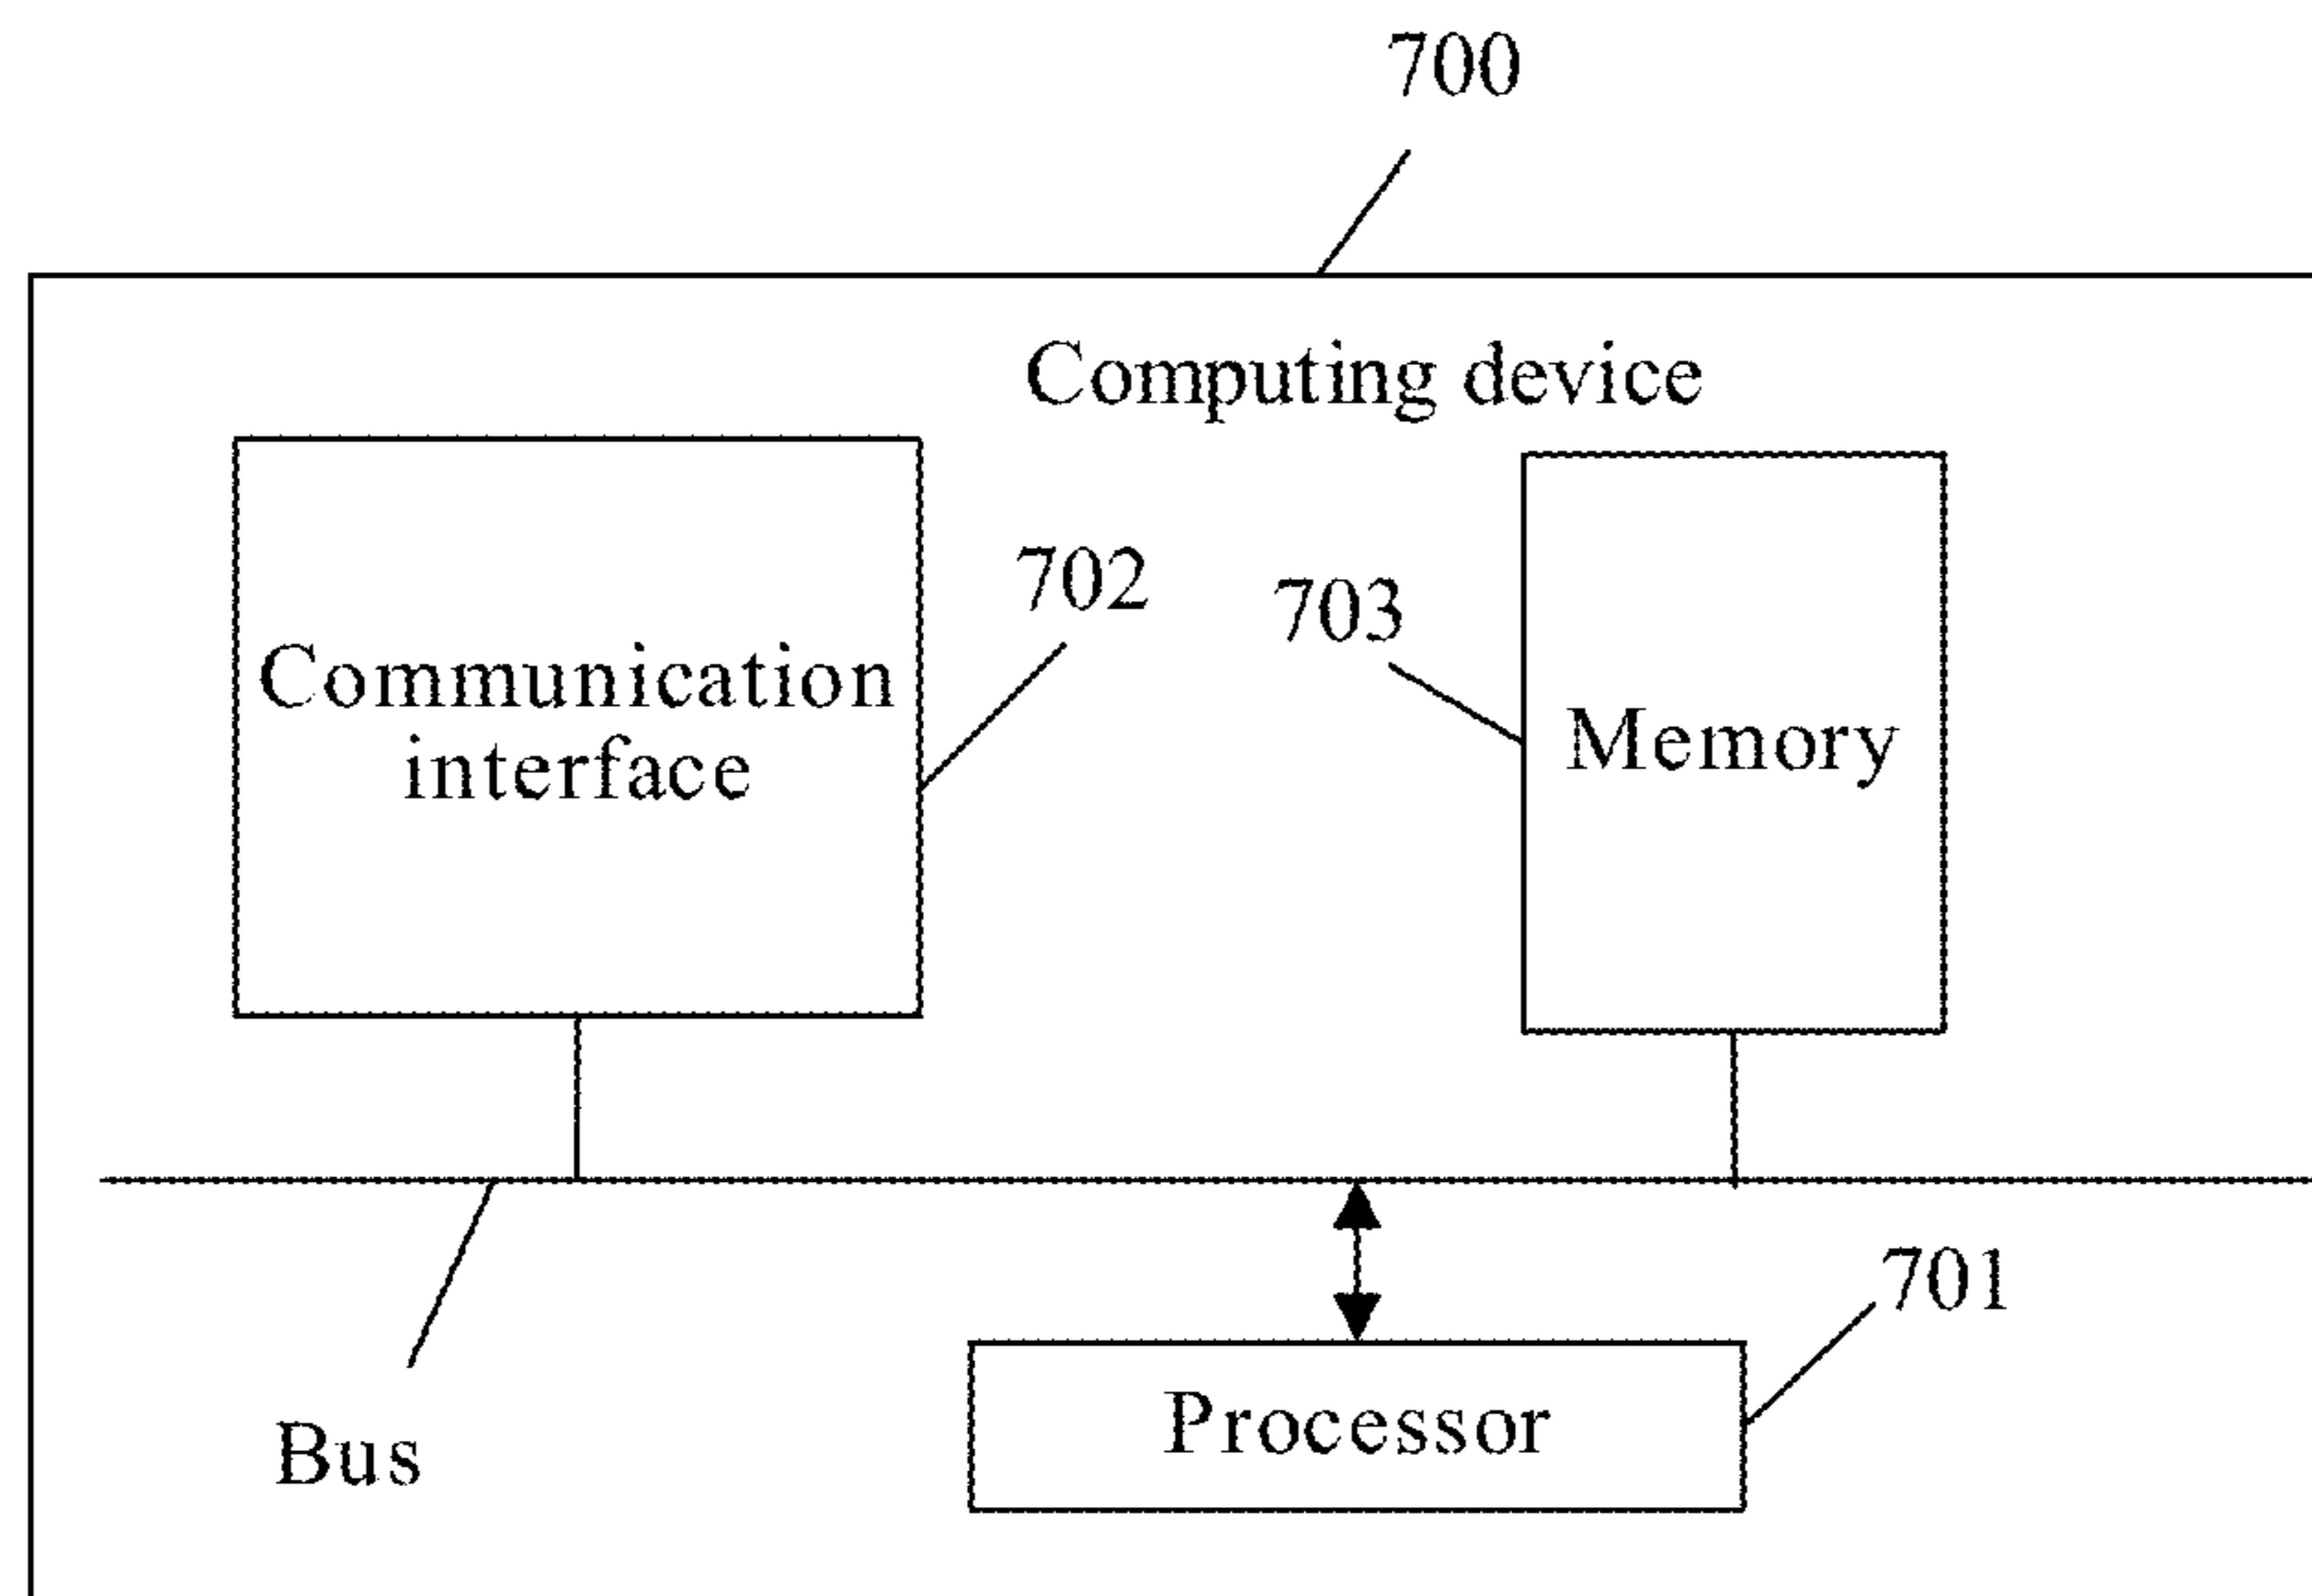 700
Computing device
702
703
Communication
interface
Memory
701
Processor
Bus